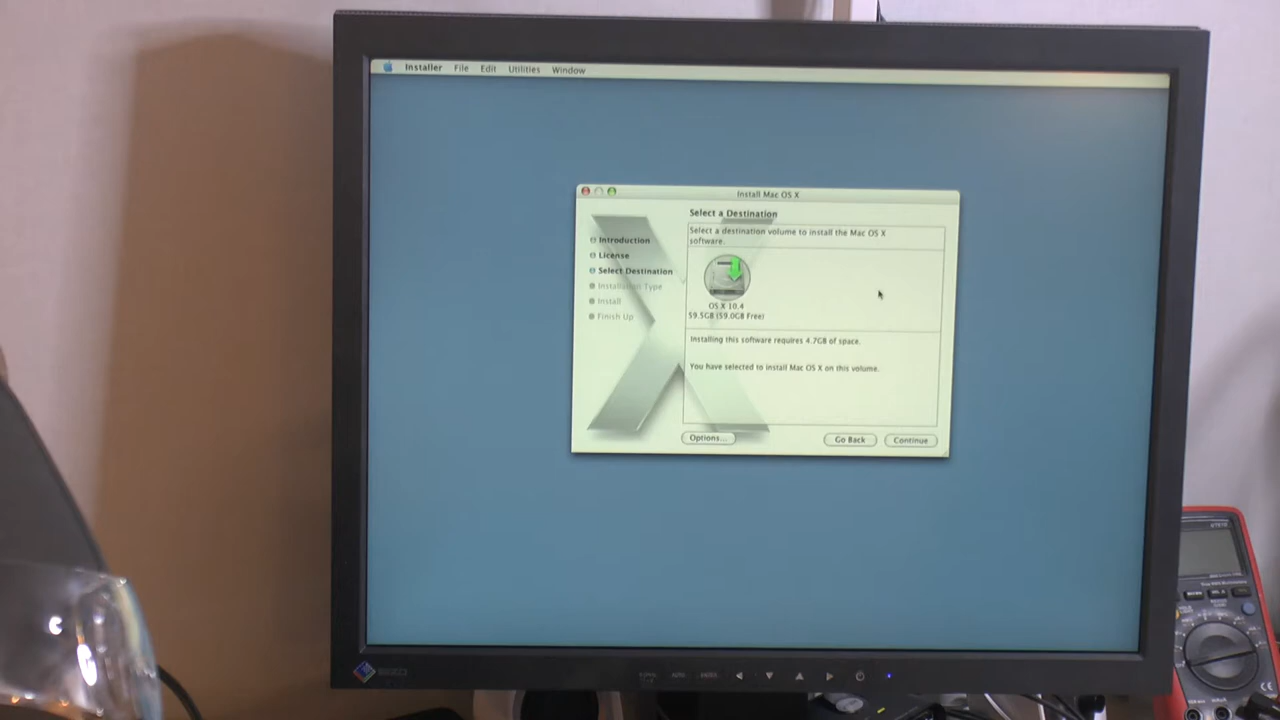 Installer File Edit Utilities Window
Install Mac OS X
Select a Destination
Introduction
License
Select Destination
Installation Type
Install
Finish Up
Select a destination volume to install the Mac OS X
software.
OS X 10.4
59.5GB (59.0GB Free)
Installing this software requires 4.7GB of space.
You have selected to install Mac OS X on this volume.
Options...
Go Back
Continue